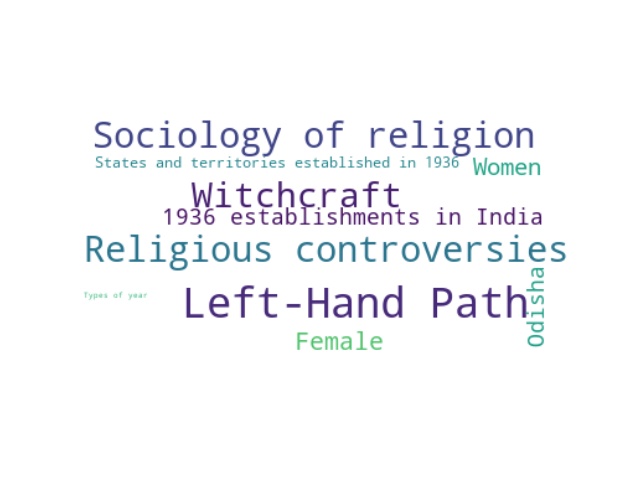 Sociology of religion
States and territories established in 1936
Women
Witchcraft
1936 establishments in India
Religious controversies
Types of year
Left-Hand Path
Odisha
Female